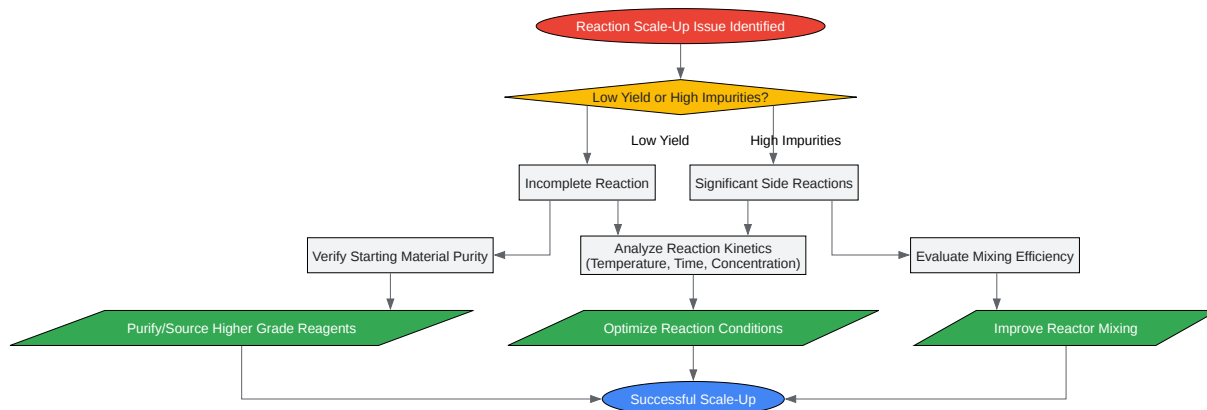 Reaction Scale-Up Issue Identified
Low Yield or High Impurities?
Low Yield
High Impurities
Incomplete Reaction
Significant Side Reactions
Verify Starting Material Purity
Analyze Reaction Kinetics
(Temperature, Time, Concentration)
Evaluate Mixing Efficiency
Purify/Source Higher Grade Reagents
Optimize Reaction Conditions
Improve Reactor Mixing
Successful Scale-Up